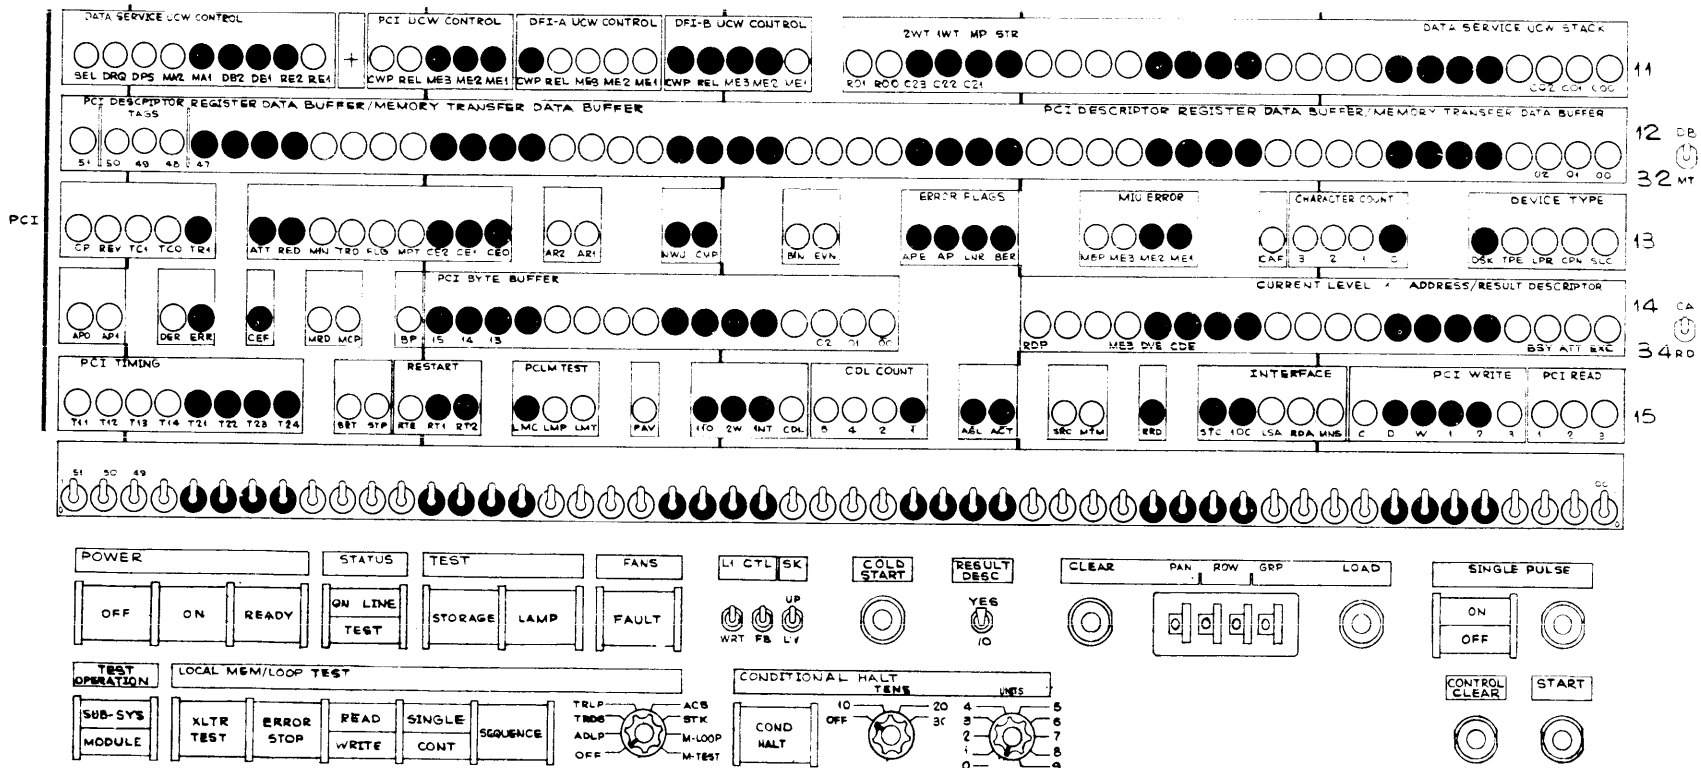 DATA SERVICE UCW CONTROL
PCI UCW CONTROL
DFI-A UCW CONTROL
DFI-B UCW CONTROL
2WT 1WT MP STR
DATA SERVICE UCW STACK
SEL DRQ DPS MW2 MA1 DB2 DB1 RE2 RE1
+
CWP REL ME3 ME2 ME1
CWP REL ME3 ME2 ME1
CWP REL ME3 ME2 ME1
RO1 ROO C23 C22 C21
C02 C01 C00
11
PCI DESCRIPTOR REGISTER DATA BUFFER/MEMORY TRANSFER DATA BUFFER
PCI DESCRIPTOR REGISTER DATA BUFFER/MEMORY TRANSFER DATA BUFFER
TAGS
51 50 49 48 47
02 01 00
12 DB
32 MT
PCI
ERROR FLAGS
MIU ERROR
CHARACTER COUNT
DEVICE TYPE
CP REV TC1 TC0 TR1
ATT RED MIN TRO FLG MPT CE2 CE1 CE0
AR2 AR1
NWU CWP
BIN EVN
APE AP LNR BER
MBP ME3 ME2 ME1
CAF
3 2 1 0
DSK TPE LPR CPN SLC
13
PCI BYTE BUFFER
CURRENT LEVEL ADDRESS/RESULT DESCRIPTOR
AP0 AP1
DER ERR
CEF
MRD MCP
BP 15 14 13
C2 01 00
RDP ME3 DVE CDE
BSY ATT EXC
14 CA
34 RD
PCI TIMING
RESTART
PCLM TEST
CDL COUNT
INTERFACE
PCI WRITE
PCI READ
T11 T12 T13 T14 T21 T22 T23 T24
BRT STP
RTE RT1 RT2
LMC LMP LMT
PAV
1TO 2W INT CDL
8 4 2 1
AGL ACT
SRC MTM
RRD
STC IOC LSA RDA MNS
C D W 1 2 3
1 2 3
15
51 50 49
00
POWER
STATUS
TEST
FANS
L1 CTL SK
COLD START
RESULT DESC
CLEAR
PAN ROW GRP
LOAD
SINGLE PULSE
OFF
ON
READY
ON LINE
TEST
STORAGE
LAMP
FAULT
UP
WRT FB LV
YES
IO
0 0 0 0
ON
OFF
TEST OPERATION
LOCAL MEM/LOOP TEST
CONDITIONAL HALT
TENS
UNITS
CONTROL CLEAR
START
SUB-SYS
MODULE
XLTR TEST
ERROR STOP
READ
WRITE
SINGLE
CONT
SEQUENCE
TRLP
TRDS
ADLP
OFF
ACS
STK
M-LOOP
M-TEST
COND HALT
OFF 10 20 30
0 1 2 3 4 5 6 7 8 9